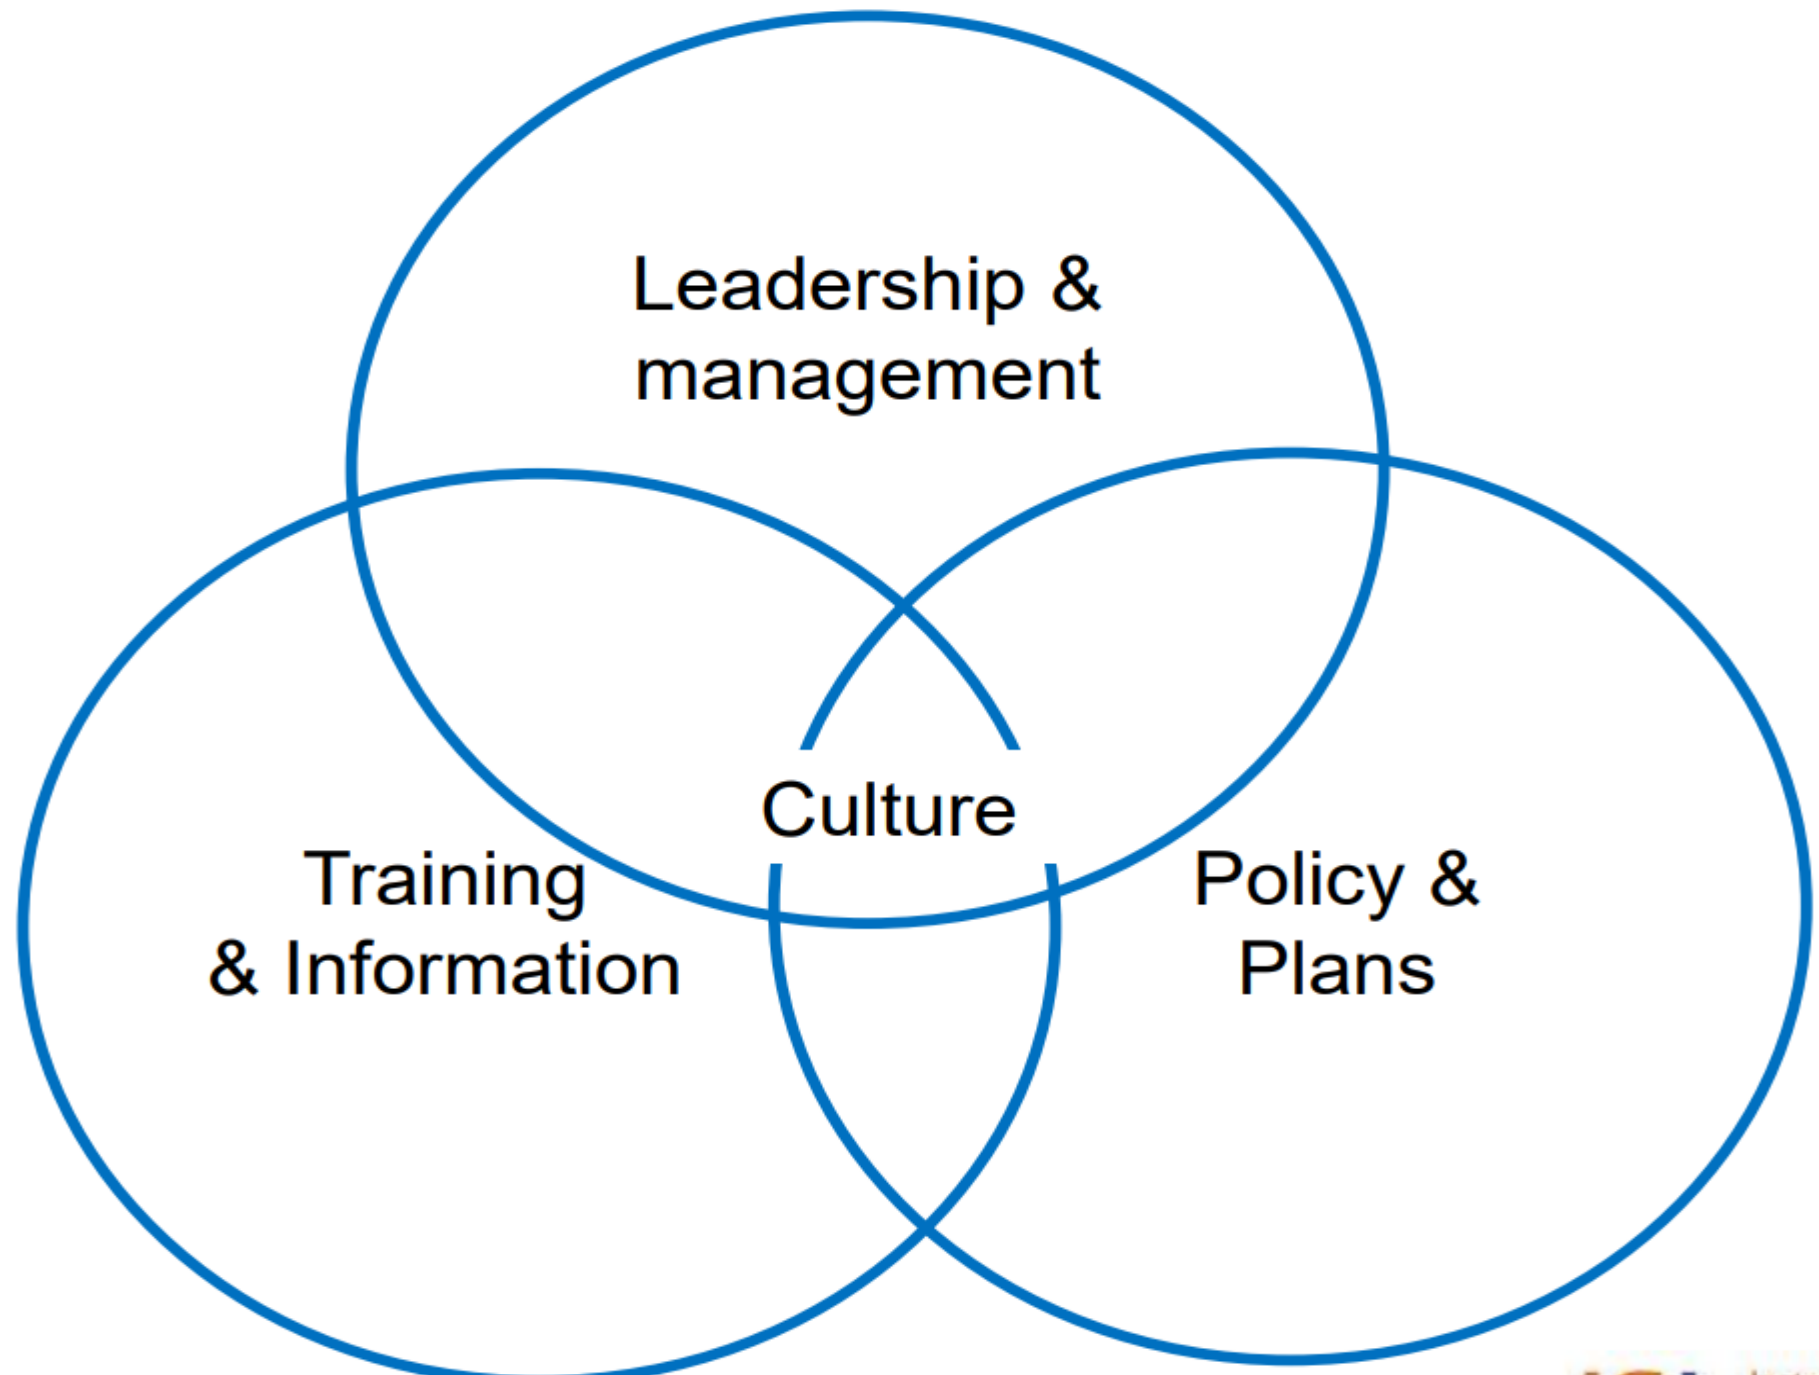 Leadership &
management
Culture
Training
& Information
Policy &
Plans